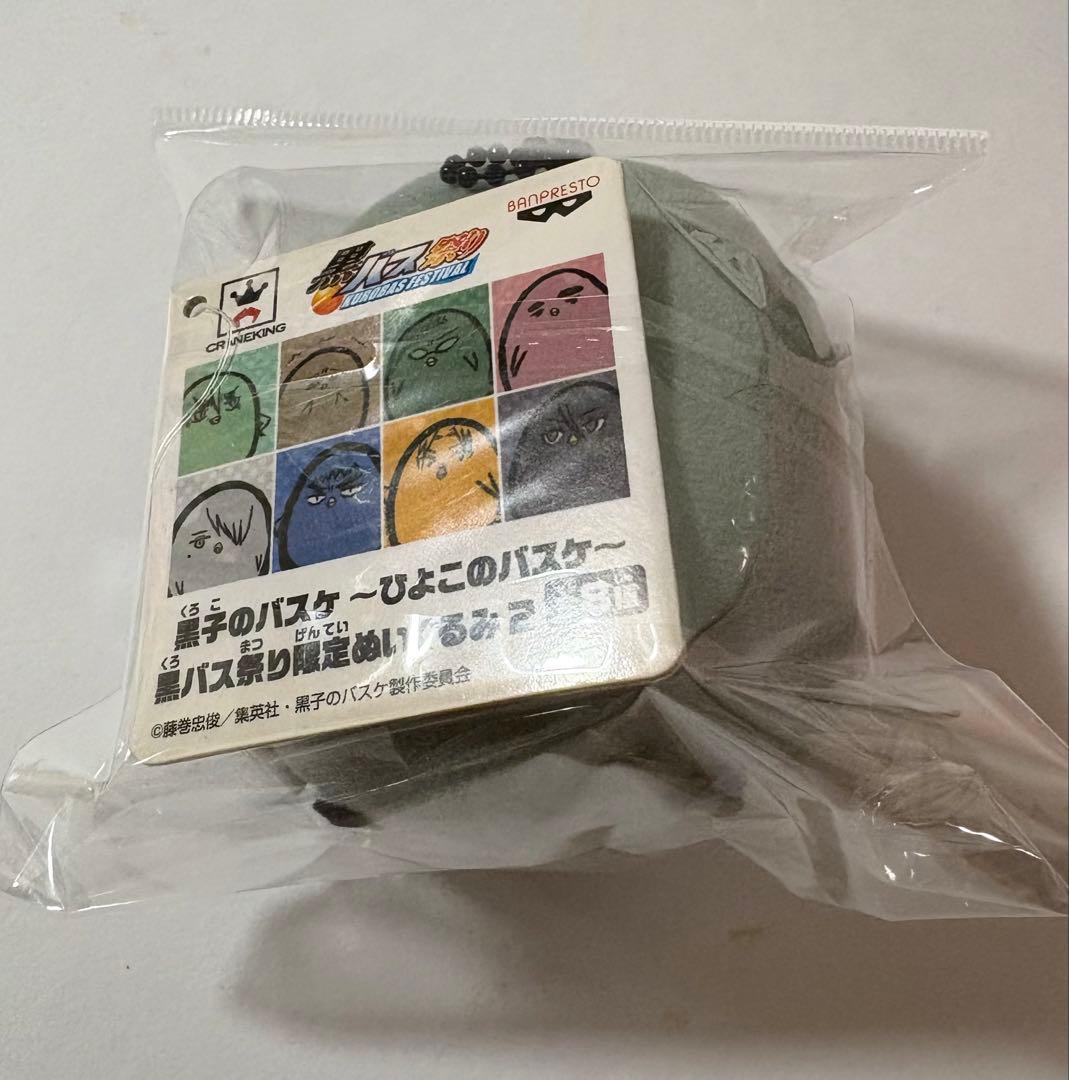 BANPRESTO
黒バス祭り
KUROBAS FESTIVAL
CRANEKING
くろこ
黒子のバスケ ～ひよこのバスケ～
くろ まつ げんてい
黒バス祭り限定ぬいぐるみ2
©藤巻忠俊／集英社・黒子のバスケ製作委員会